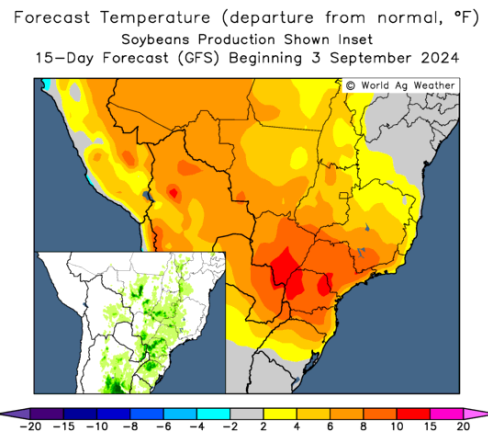 Forecast Temperature (departure from normal, °F)
Soybeans Production Shown Inset
15-Day Forecast (GFS) Beginning 3 September 2024
© World Ag Weather
-20 -15 -10 -8 -6 -4 -2 2 4 6 8 10 15 20